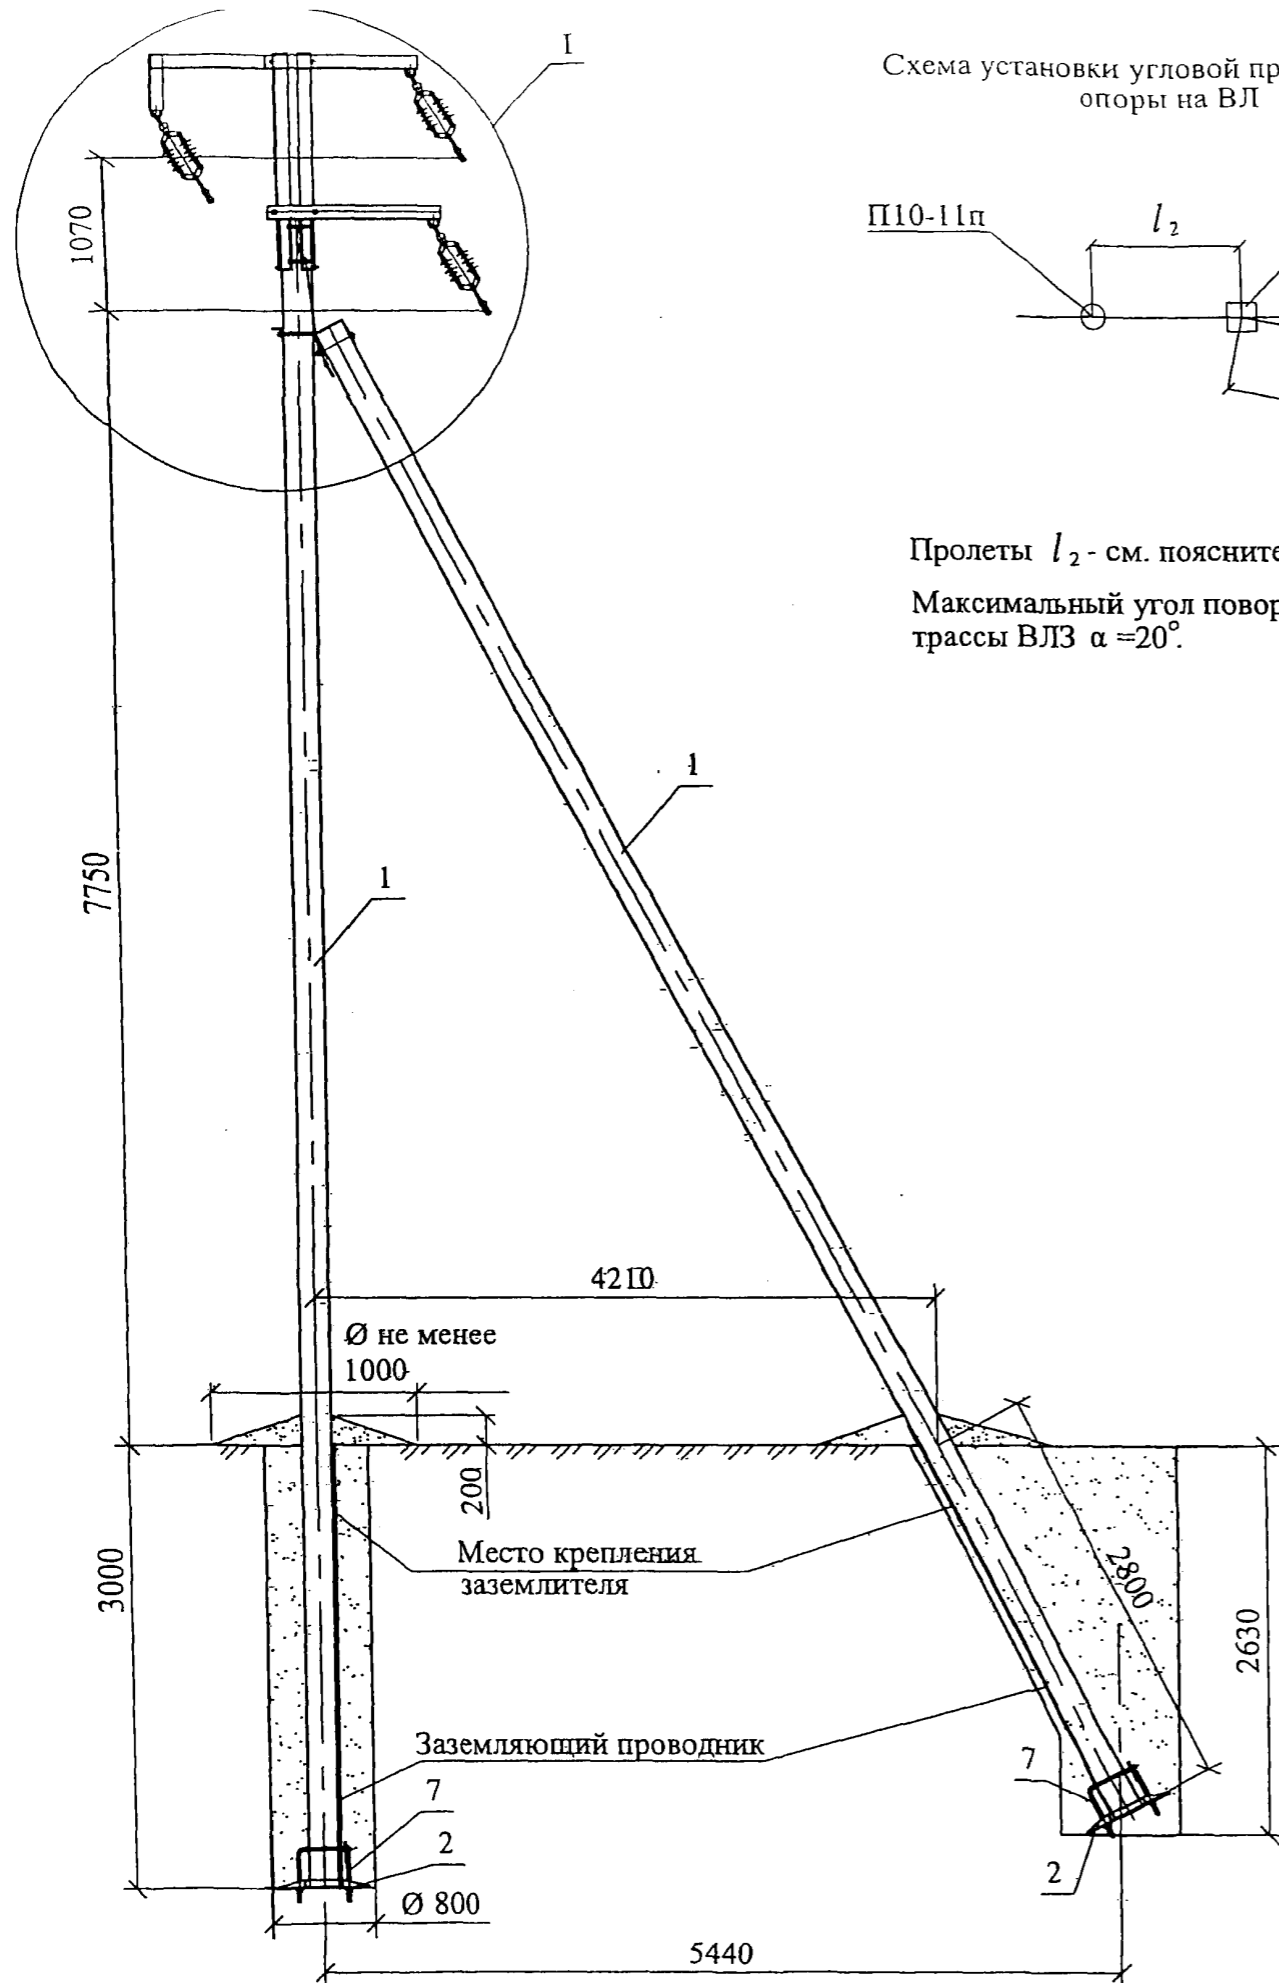 I
Схема установки угловой пр
опоры на ВЛ
1070
П10-11п
l₂
Пролеты l₂ - см. поясните
Максимальный угол повор
трассы ВЛЗ α =20°.
1
1
7750
4210
Ø не менее
1000
200
Место крепления
заземлителя
3000
2800
2630
Заземляющий проводник
7
7
2
2
Ø 800
5440